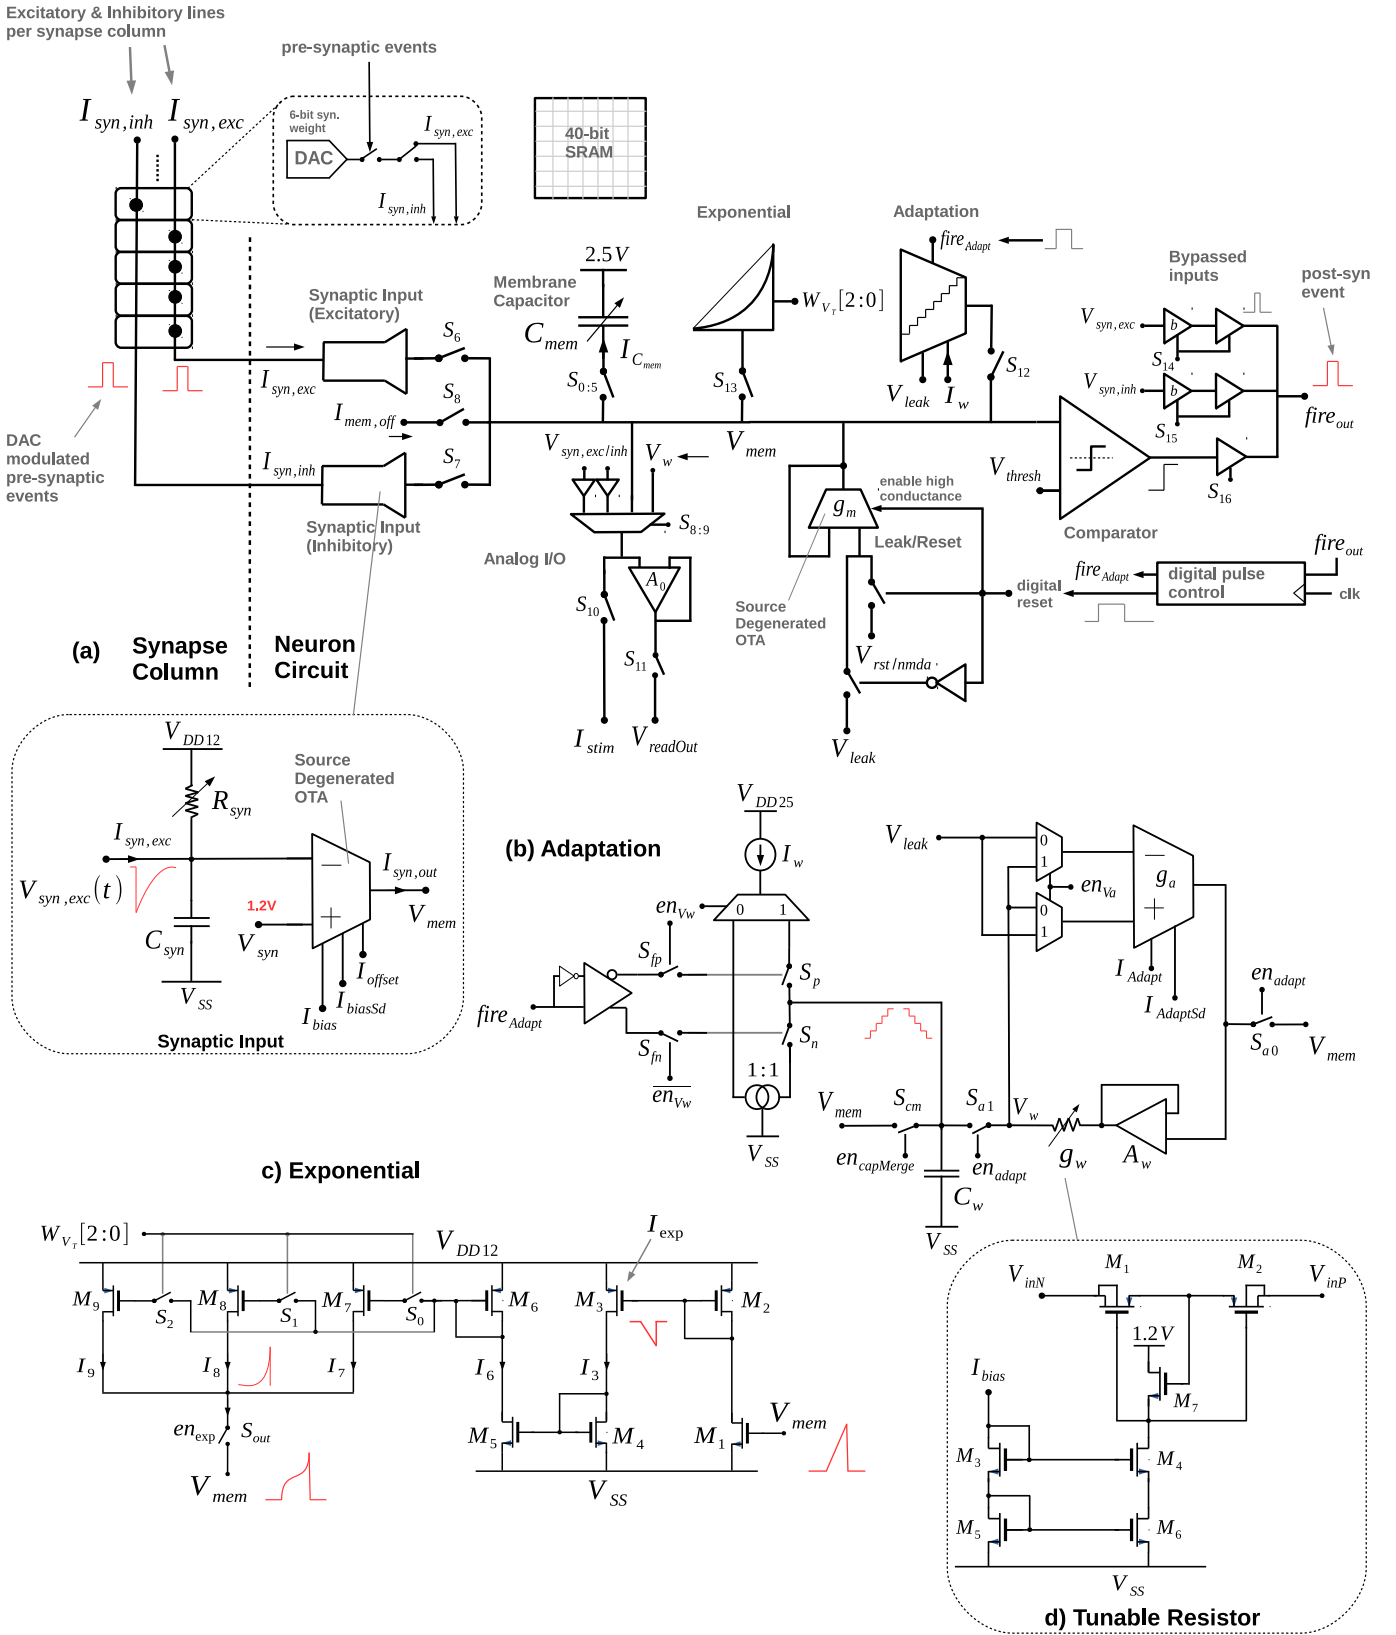 Excitatory & Inhibitory lines
per synapse column
pre-synaptic events
I syn,inh
I syn,exc
6-bit syn.
weight
DAC
I syn,exc
I syn,inh
40-bit
SRAM
Exponential
Adaptation
fire Adapt
Bypassed
inputs
post-syn
event
2.5V
Membrane
Capacitor
C mem
I C mem
W V T [2:0]
V syn,exc
b
S14
V syn,inh
b
S15
S16
fire out
Synaptic Input
(Excitatory)
S6
S8
S7
S0:5
S13
S12
V leak
I w
I syn,exc
I mem,off
I syn,inh
DAC
modulated
pre-synaptic
events
V syn,exc/inh
V w
V mem
V thresh
Comparator
Synaptic Input
(Inhibitory)
S8:9
Analog I/O
A0
S10
S11
I stim
V readOut
gm
enable high
conductance
Leak/Reset
Source
Degenerated
OTA
V rst/nmda
V leak
digital
reset
fire Adapt
digital pulse
control
fire out
clk
(a)
Synapse
Column
Neuron
Circuit
V DD12
R syn
Source
Degenerated
OTA
I syn,exc
V syn,exc (t)
C syn
V SS
1,2V
V syn
I syn,out
V mem
I offset
I biasSd
I bias
Synaptic Input
(b) Adaptation
V DD25
I w
en Vw
0 1
S fp
S p
fire Adapt
S fn
S n
en Vw
1:1
V SS
V leak
0
1
en Va
0
1
g a
I Adapt
I AdaptSd
en adapt
S a0
V mem
V mem
S cm
en capMerge
S a1
en adapt
V w
g w
A w
C w
V SS
c) Exponential
W V T [2:0]
V DD12
I exp
M9
S2
M8
S1
M7
S0
M6
M3
M2
I9
I8
I7
I6
I3
en exp
S out
V mem
M5
M4
M1
V mem
V SS
V inN
M1
M2
V inP
1.2V
I bias
M7
M3
M4
M5
M6
V SS
d) Tunable Resistor